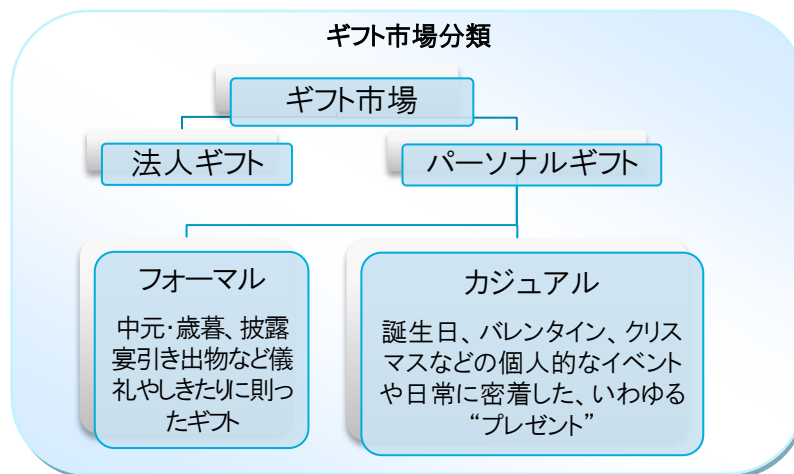 ギフト市場分類
ギフト市場
法人ギフト
パーソナルギフト
フォーマル
中元・歳暮、披露
宴引き出物など儀
礼やしきたりに則っ
たギフト
カジュアル
誕生日、バレンタイン、クリス
マスなどの個人的なイベント
や日常に密着した、いわゆる
“プレゼント”